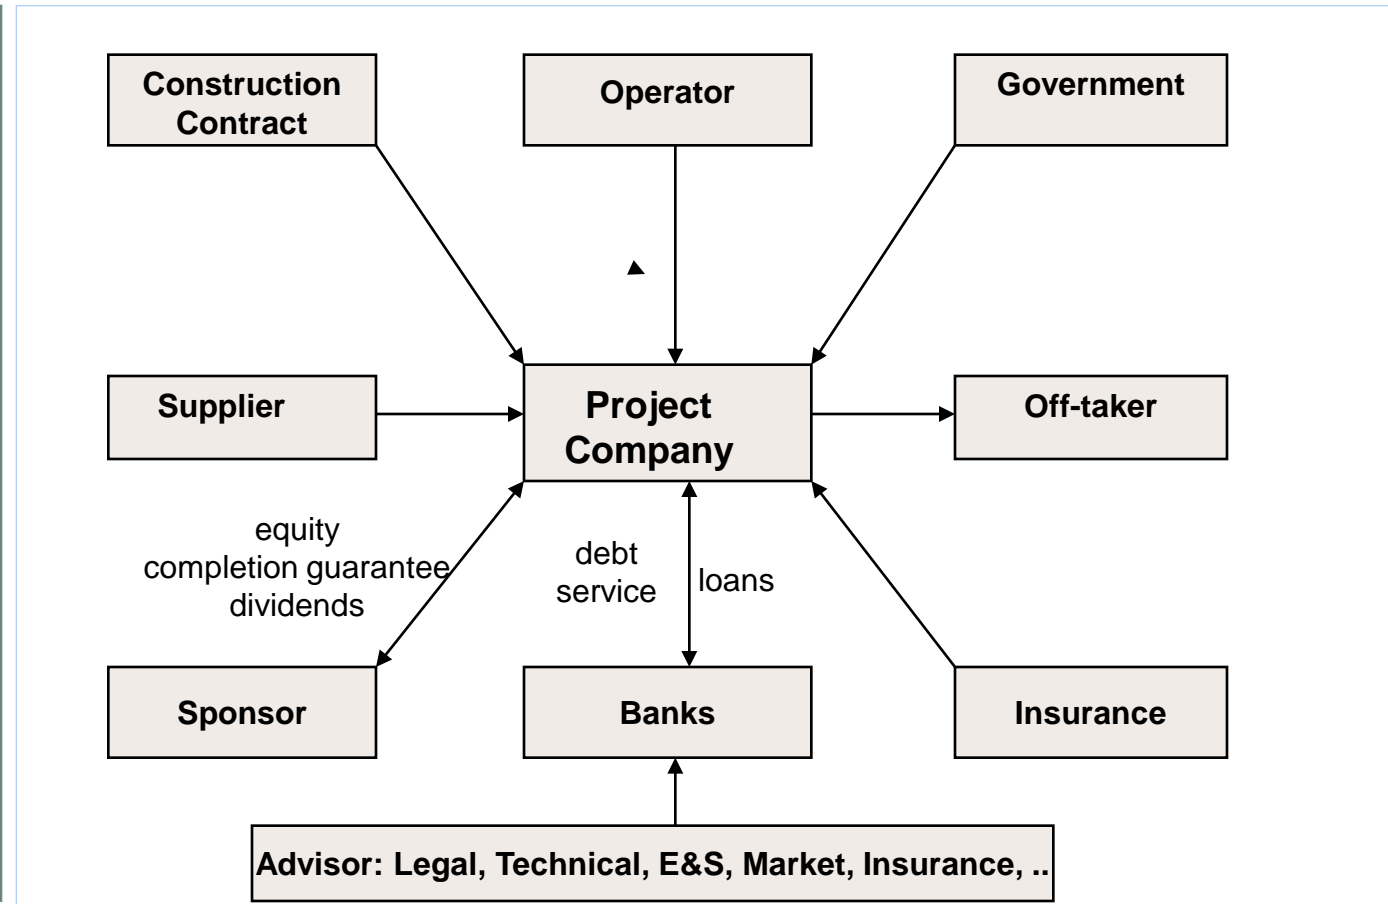 Construction
Contract
Operator
Government
Supplier
Project
Company
Off-taker
equity
completion guarantee
dividends
debt
service
loans
Sponsor
Banks
Insurance
Advisor: Legal, Technical, E&S, Market, Insurance, ..